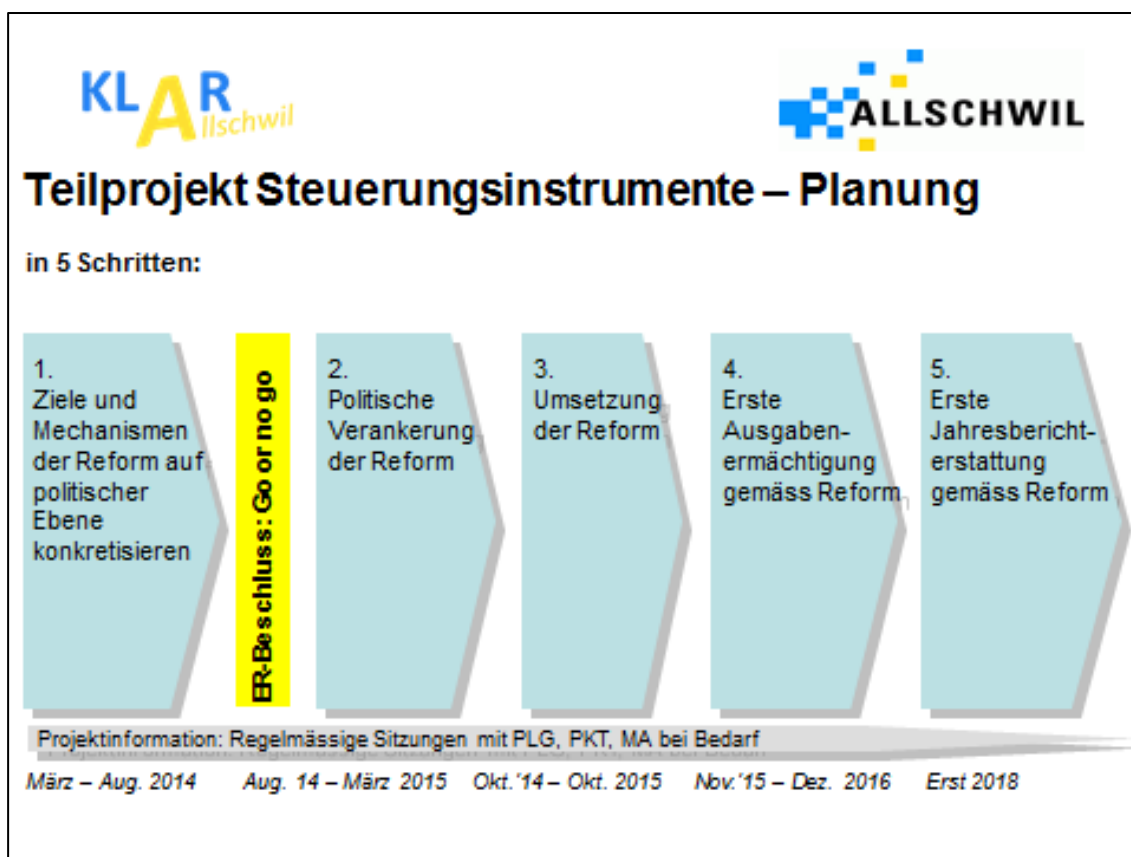 KLAR
Allschwil
ALLSCHWIL
Teilprojekt Steuerungsinstrumente – Planung
in 5 Schritten:
1.
Ziele und
Mechanismen
der Reform auf
politischer
Ebene
konkretisieren
ER-Beschluss: Go or no go
2.
Politische
Verankerung
der Reform
3.
Umsetzung
der Reform
4.
Erste
Ausgaben-
ermächtigung
gemäss Reform
5.
Erste
Jahresbericht-
erstattung
gemäss Reform
Projektinformation: Regelmässige Sitzungen mit PLG, PKT, MA bei Bedarf
März – Aug. 2014 Aug. 14 – März 2015 Okt.'14 – Okt. 2015 Nov.'15 – Dez. 2016 Erst 2018